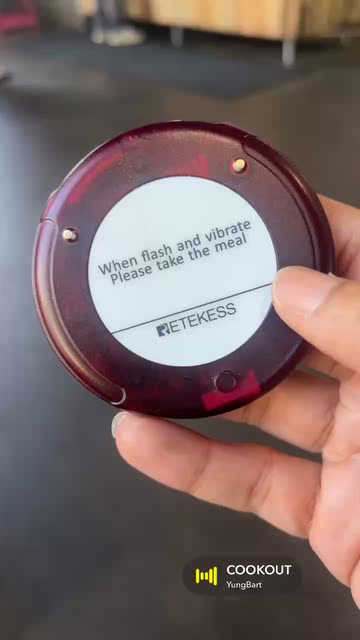 When flash and vibrate
Please take the meal
RETEKESS
COOKOUT
YungBart